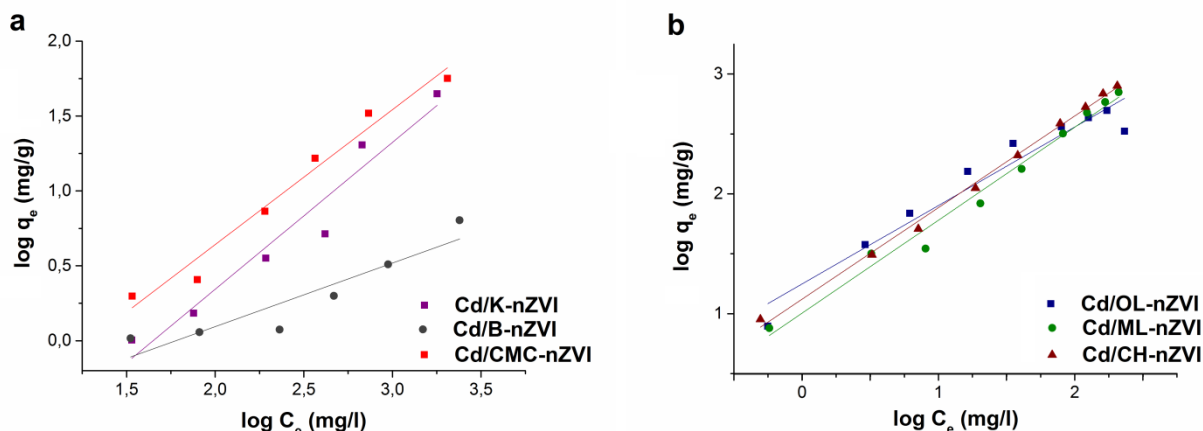 a
log qe (mg/g)
2,0
1,5
1,0
0,5
0,0
1,5 2,0 2,5 3,0 3,5
log Ce (mg/l)
Cd/K-nZVI
Cd/B-nZVI
Cd/CMC-nZVI
b
log qe (mg/g)
3
2
1
0 1 2
log Ce (mg/l)
Cd/OL-nZVI
Cd/ML-nZVI
Cd/CH-nZVI